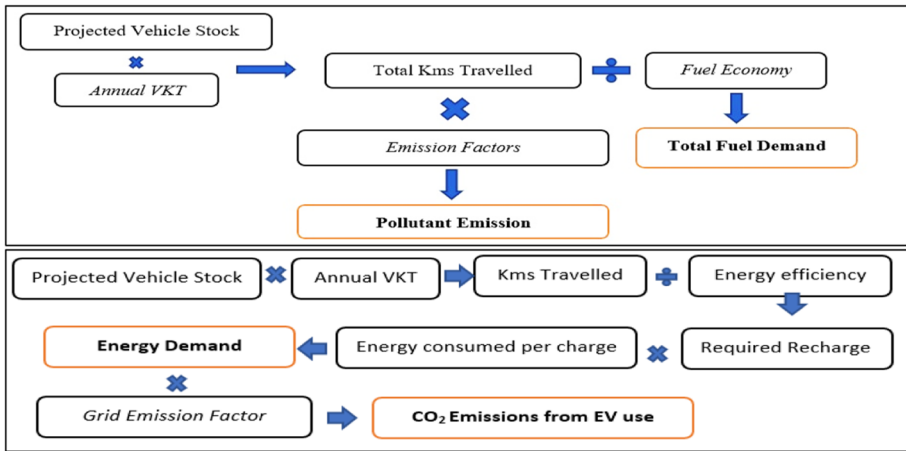 Projected Vehicle Stock
Annual VKT
Total Kms Travelled
Fuel Economy
Emission Factors
Total Fuel Demand
Pollutant Emission
Projected Vehicle Stock
Annual VKT
Kms Travelled
Energy efficiency
Energy Demand
Energy consumed per charge
Required Recharge
Grid Emission Factor
CO₂ Emissions from EV use